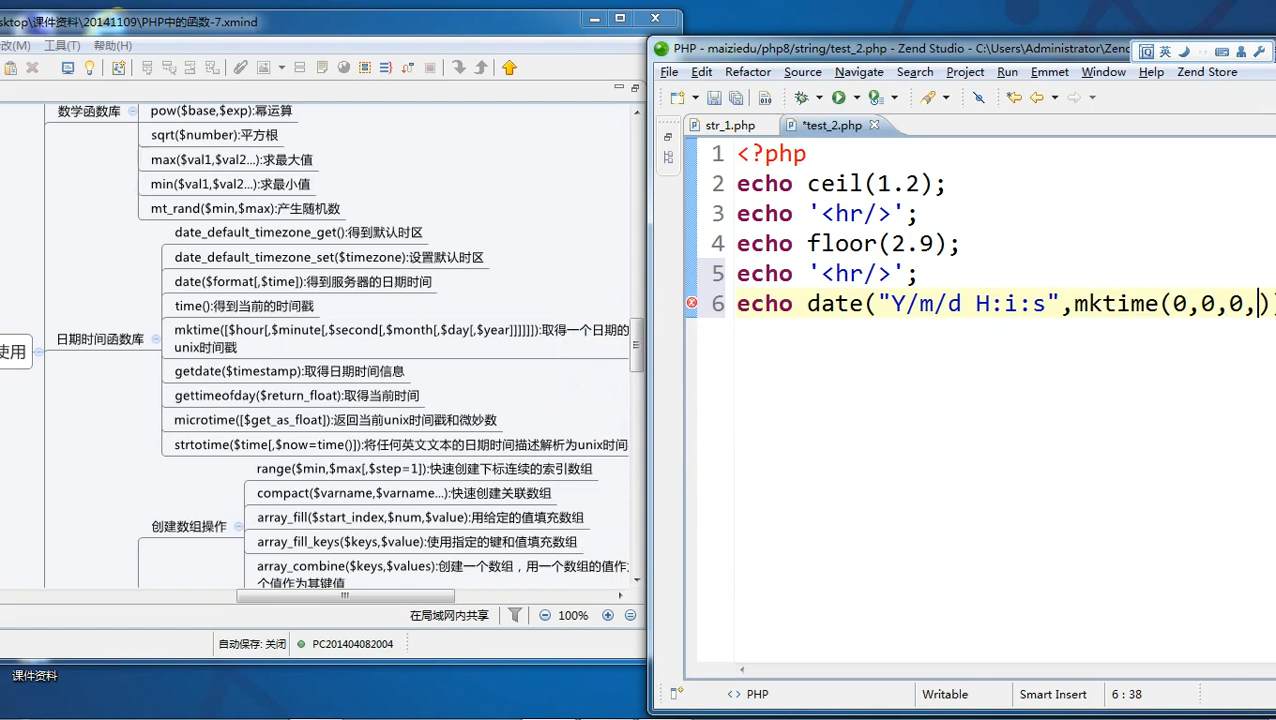 sktop\课件资料\20141109\PHP中的函数-7.xmind
改(M) 工具(T) 帮助(H)
数学函数库
pow($base,$exp):幂运算
sqrt($number):平方根
max($val1,$val2...):求最大值
min($val1,$val2...):求最小值
mt_rand($min,$max):产生随机数
使用
日期时间函数库
date_default_timezone_get():得到默认时区
date_default_timezone_set($timezone):设置默认时区
date($format[,$time]):得到服务器的日期时间
time():得到当前的时间戳
mktime([$hour[,$minute[,$second[,$month[,$day[,$year]]]]]]):取得一个日期的
unix时间戳
getdate($timestamp):取得日期时间信息
gettimeofday($return_float):取得当前时间
microtime([$get_as_float]):返回当前unix时间戳和微妙数
strtotime($time[,$now=time()]):将任何英文文本的日期时间描述解析为unix时间
创建数组操作
range($min,$max[,$step=1]):快速创建下标连续的索引数组
compact($varname,$varname...):快速创建关联数组
array_fill($start_index,$num,$value):用给定的值填充数组
array_fill_keys($keys,$value):使用指定的键和值填充数组
array_combine($keys,$values):创建一个数组，用一个数组的值作
个值作为其键值
在局域网内共享 100%
自动保存: 关闭 PC201404082004
课件资料
PHP - maiziedu/php8/string/test_2.php - Zend Studio - C:\Users\Administrator\Zend
英
File Edit Refactor Source Navigate Search Project Run Emmet Window Help Zend Store
str_1.php *test_2.php
1 <?php
2 echo ceil(1.2);
3 echo '<hr/>';
4 echo floor(2.9);
5 echo '<hr/>';
6 echo date("Y/m/d H:i:s",mktime(0,0,0,)
PHP Writable Smart Insert 6 : 38